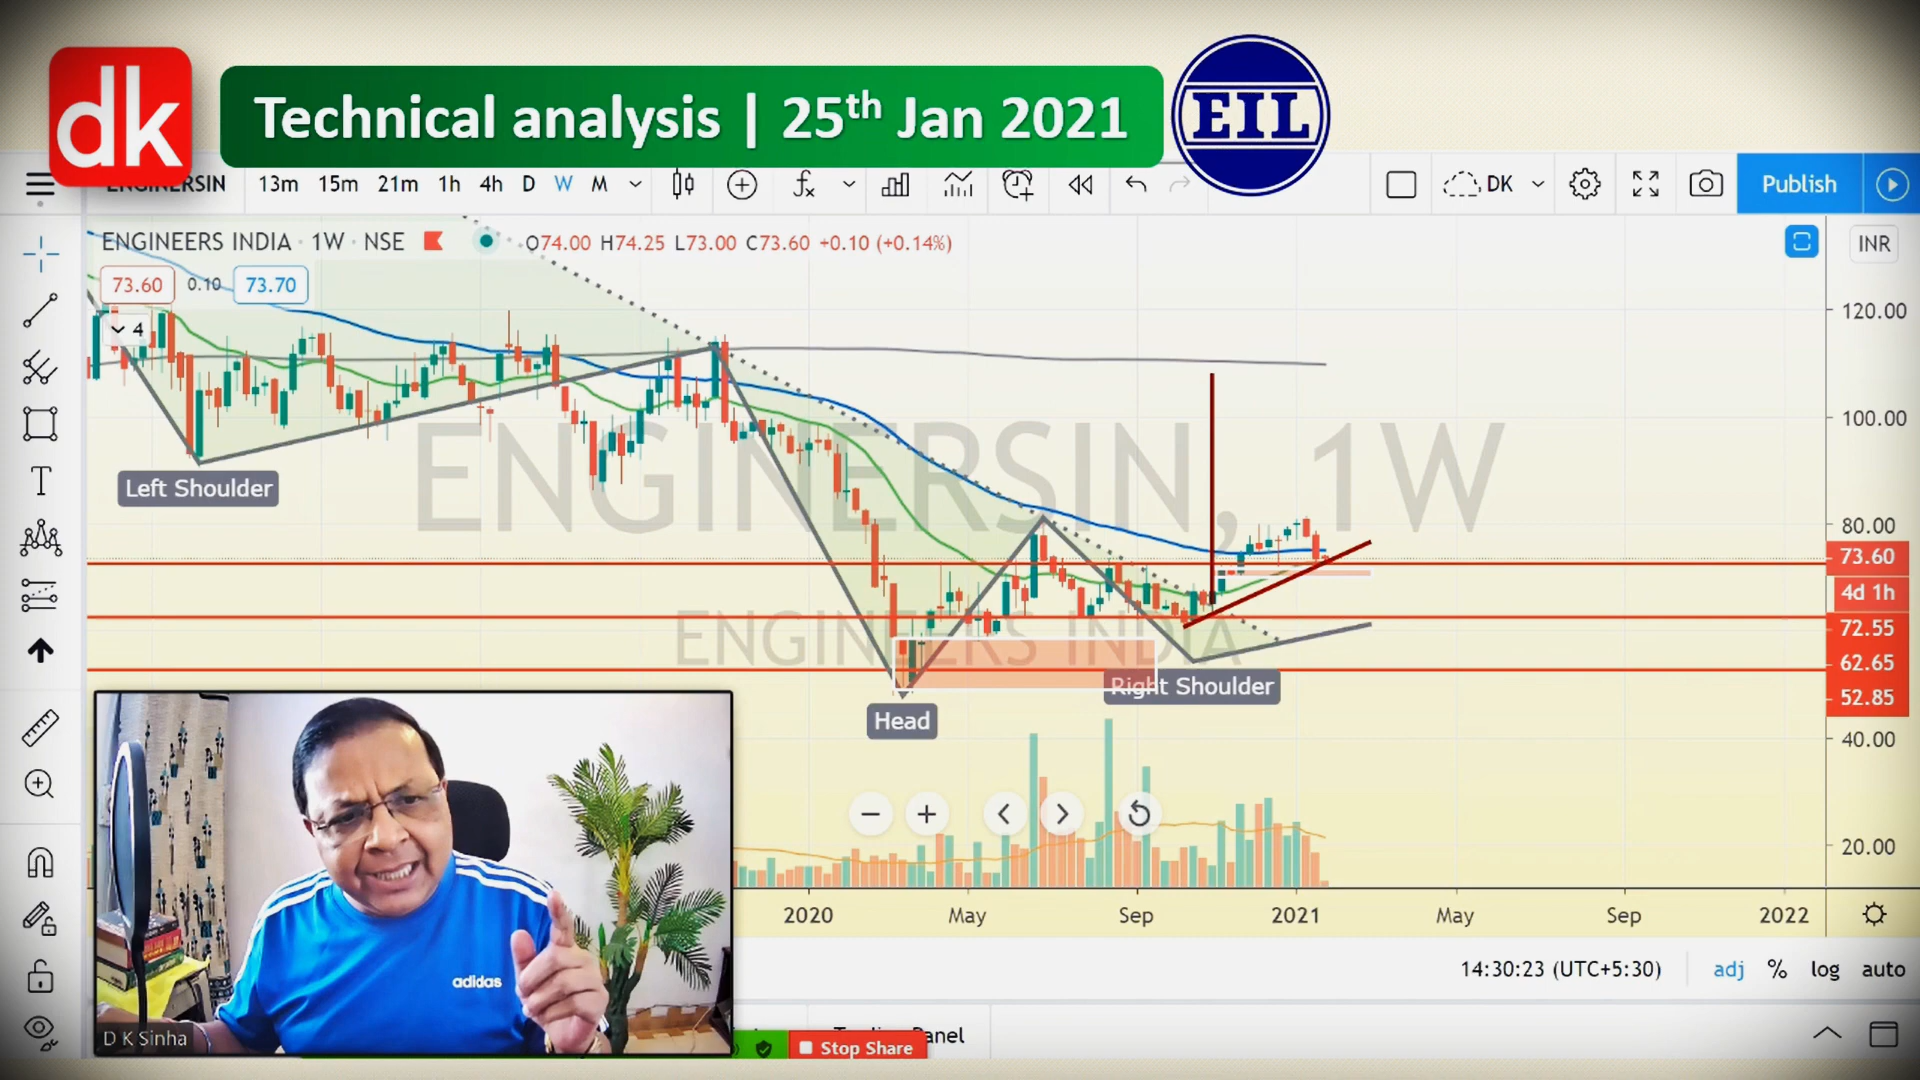 dk
Technical analysis | 25th Jan 2021
EIL
ENGINERSIN
13m 15m 21m 1h 4h D W M
DK
Publish
ENGINEERS INDIA · 1W · NSE
O74.00 H74.25 L73.00 C73.60 +0.10 (+0.14%)
INR
73.60 0.10 73.70
4
120.00
100.00
80.00
73.60
4d 1h
72.55
62.65
52.85
40.00
20.00
ENGINERSIN, 1W
ENGINEERS INDIA
Left Shoulder
Head
Right Shoulder
2020 May Sep 2021 May Sep 2022
14:30:23 (UTC+5:30)
adj % log auto
adidas
D K Sinha
Stop Share